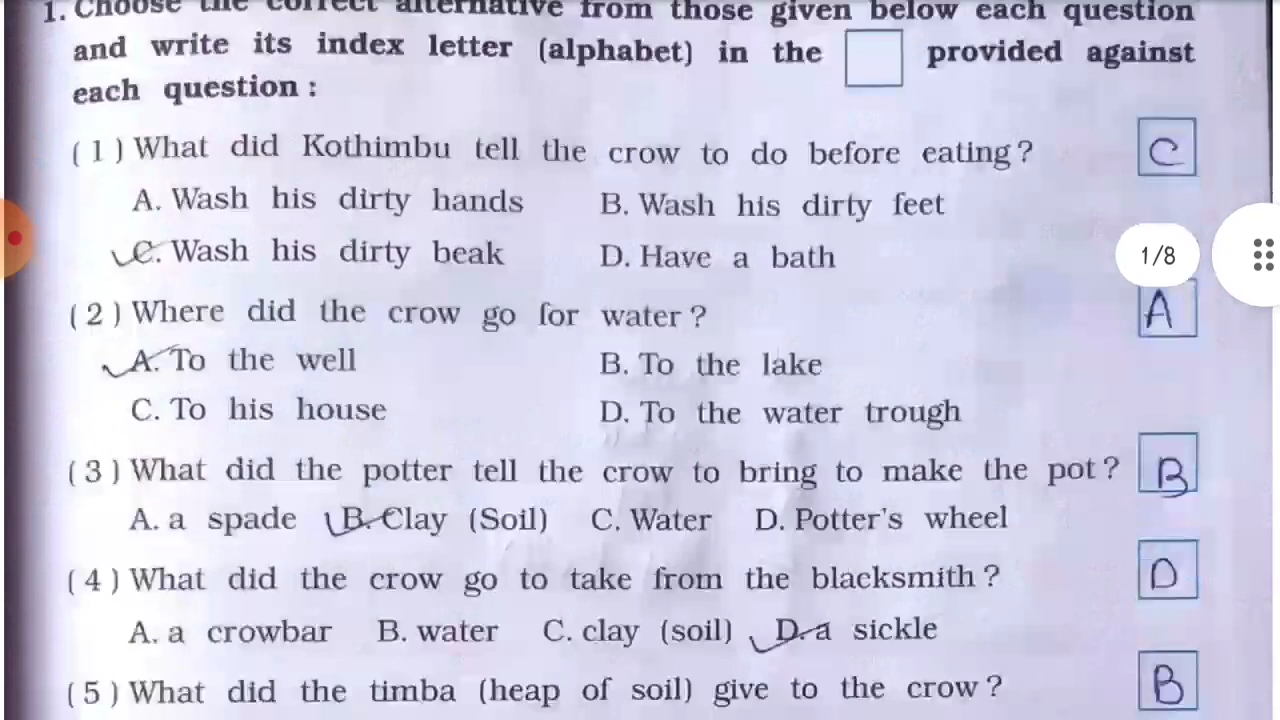 1. Choose the correct alternative from those given below each question
and write its index letter (alphabet) in the provided against
each question :
( 1 ) What did Kothimbu tell the crow to do before eating ? C
A. Wash his dirty hands B. Wash his dirty feet
C. Wash his dirty beak D. Have a bath
1/8
( 2 ) Where did the crow go for water ? A
A. To the well B. To the lake
C. To his house D. To the water trough
( 3 ) What did the potter tell the crow to bring to make the pot ? B
A. a spade B. Clay (Soil) C. Water D. Potter's wheel
( 4 ) What did the crow go to take from the blacksmith ? D
A. a crowbar B. water C. clay (soil) D. a sickle
( 5 ) What did the timba (heap of soil) give to the crow ? B